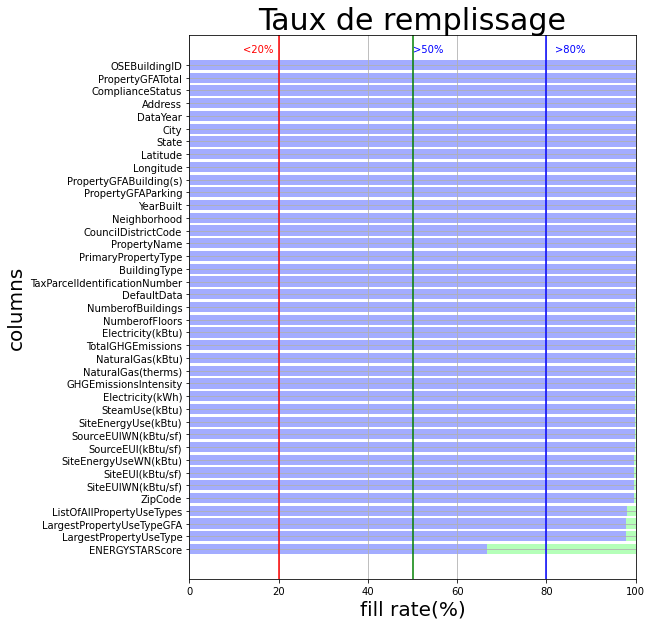 Taux de remplissage
<20%
>50%
>80%
columns
OSEBuildingID
PropertyGFATotal
ComplianceStatus
Address
DataYear
City
State
Latitude
Longitude
PropertyGFABuilding(s)
PropertyGFAParking
YearBuilt
Neighborhood
CouncilDistrictCode
PropertyName
PrimaryPropertyType
BuildingType
TaxParcelIdentificationNumber
DefaultData
NumberofBuildings
NumberofFloors
Electricity(kBtu)
TotalGHGEmissions
NaturalGas(kBtu)
NaturalGas(therms)
GHGEmissionsIntensity
Electricity(kWh)
SteamUse(kBtu)
SiteEnergyUse(kBtu)
SourceEUIWN(kBtu/sf)
SourceEUI(kBtu/sf)
SiteEnergyUseWN(kBtu)
SiteEUI(kBtu/sf)
SiteEUIWN(kBtu/sf)
ZipCode
ListOfAllPropertyUseTypes
LargestPropertyUseTypeGFA
LargestPropertyUseType
ENERGYSTARScore
0 20 40 60 80 100
fill rate(%)